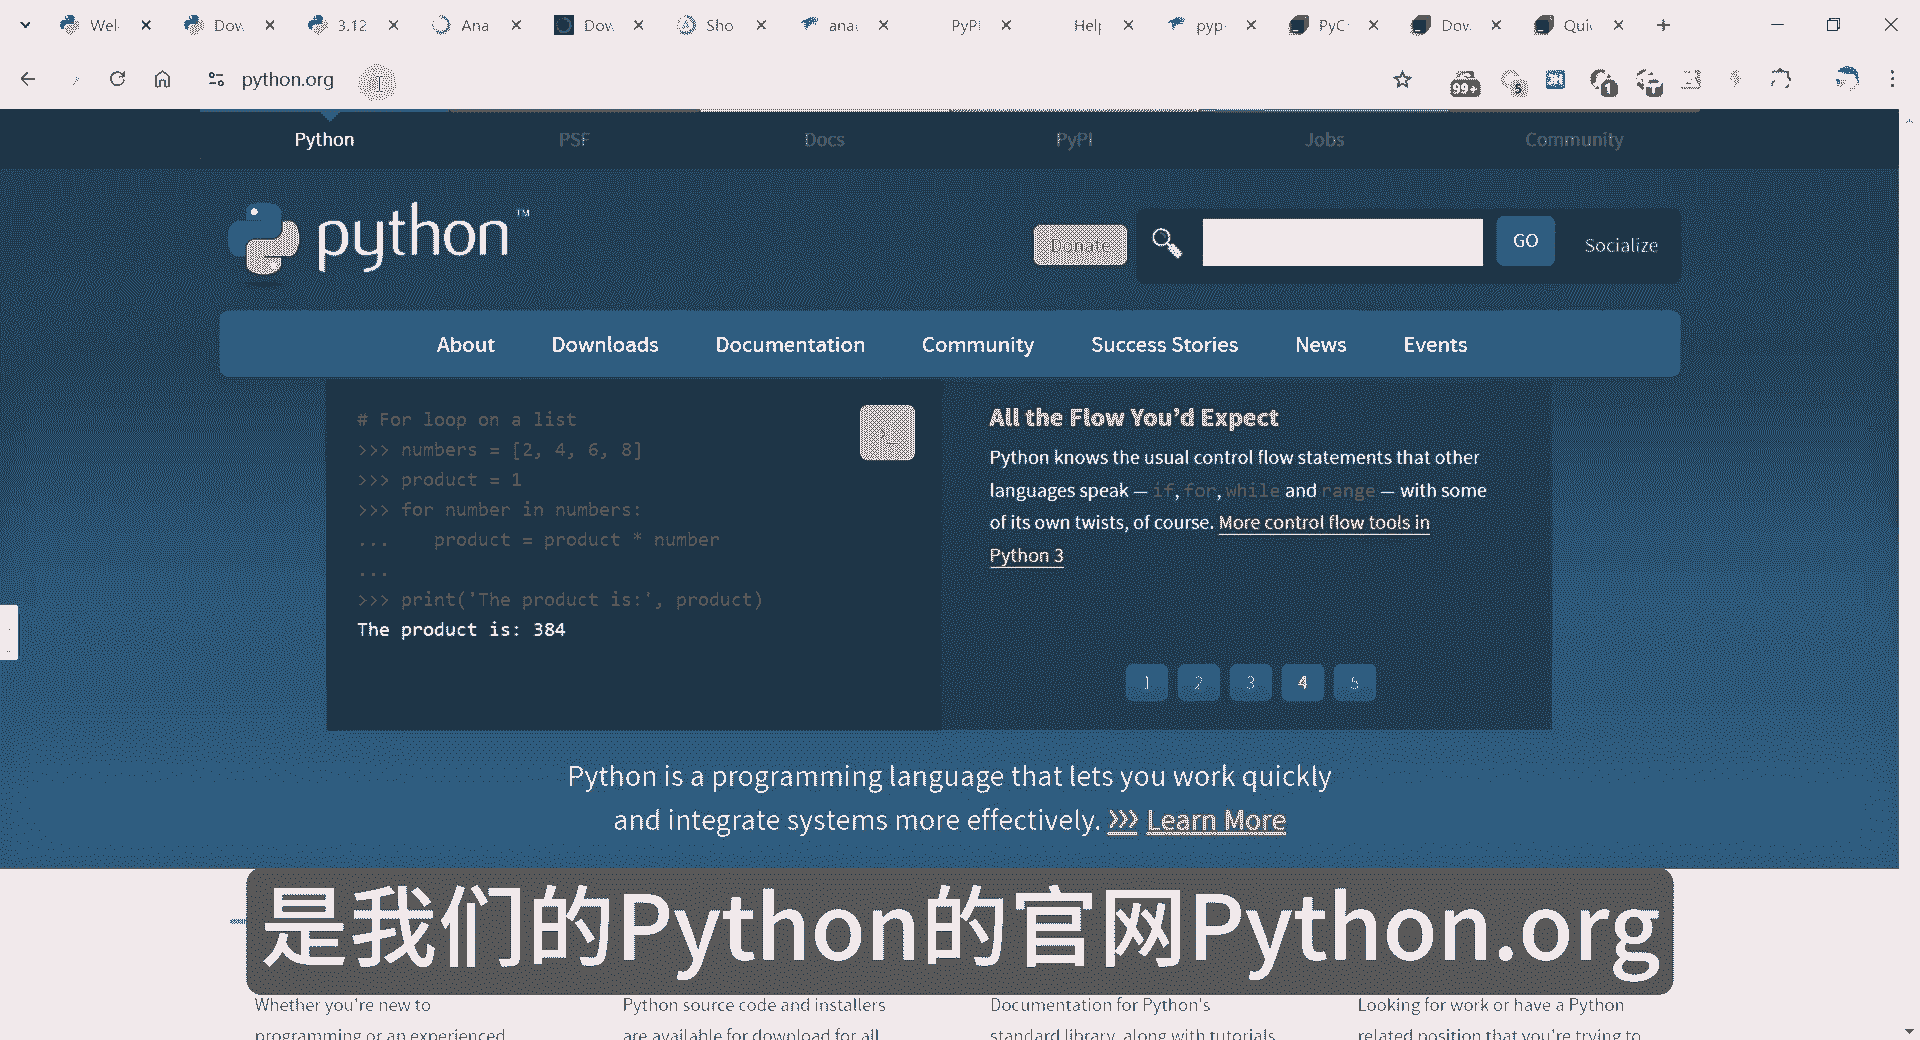 Wel
Dov
3.12
Ana
Dov
Sho
ana
PyPI
Help
pyp
PyC
Dov
Qui
python.org
99+
5
1
Python
PSF
Docs
PyPI
Jobs
Community
python™
Donate
GO
Socialize
About
Downloads
Documentation
Community
Success Stories
News
Events
# For loop on a list
>>> numbers = [2, 4, 6, 8]
>>> product = 1
>>> for number in numbers:
...    product = product * number
...
>>> print('The product is:', product)
The product is: 384
All the Flow You’d Expect
Python knows the usual control flow statements that other
languages speak — if, for, while and range — with some
of its own twists, of course. More control flow tools in
Python 3
1
2
3
4
5
Python is a programming language that lets you work quickly
and integrate systems more effectively. >>> Learn More
是我们的Python的官网Python.org
Whether you're new to
programming or an experienced
Python source code and installers
are available for download for all
Documentation for Python's
standard library, along with tutorials
Looking for work or have a Python
related position that you're trying to